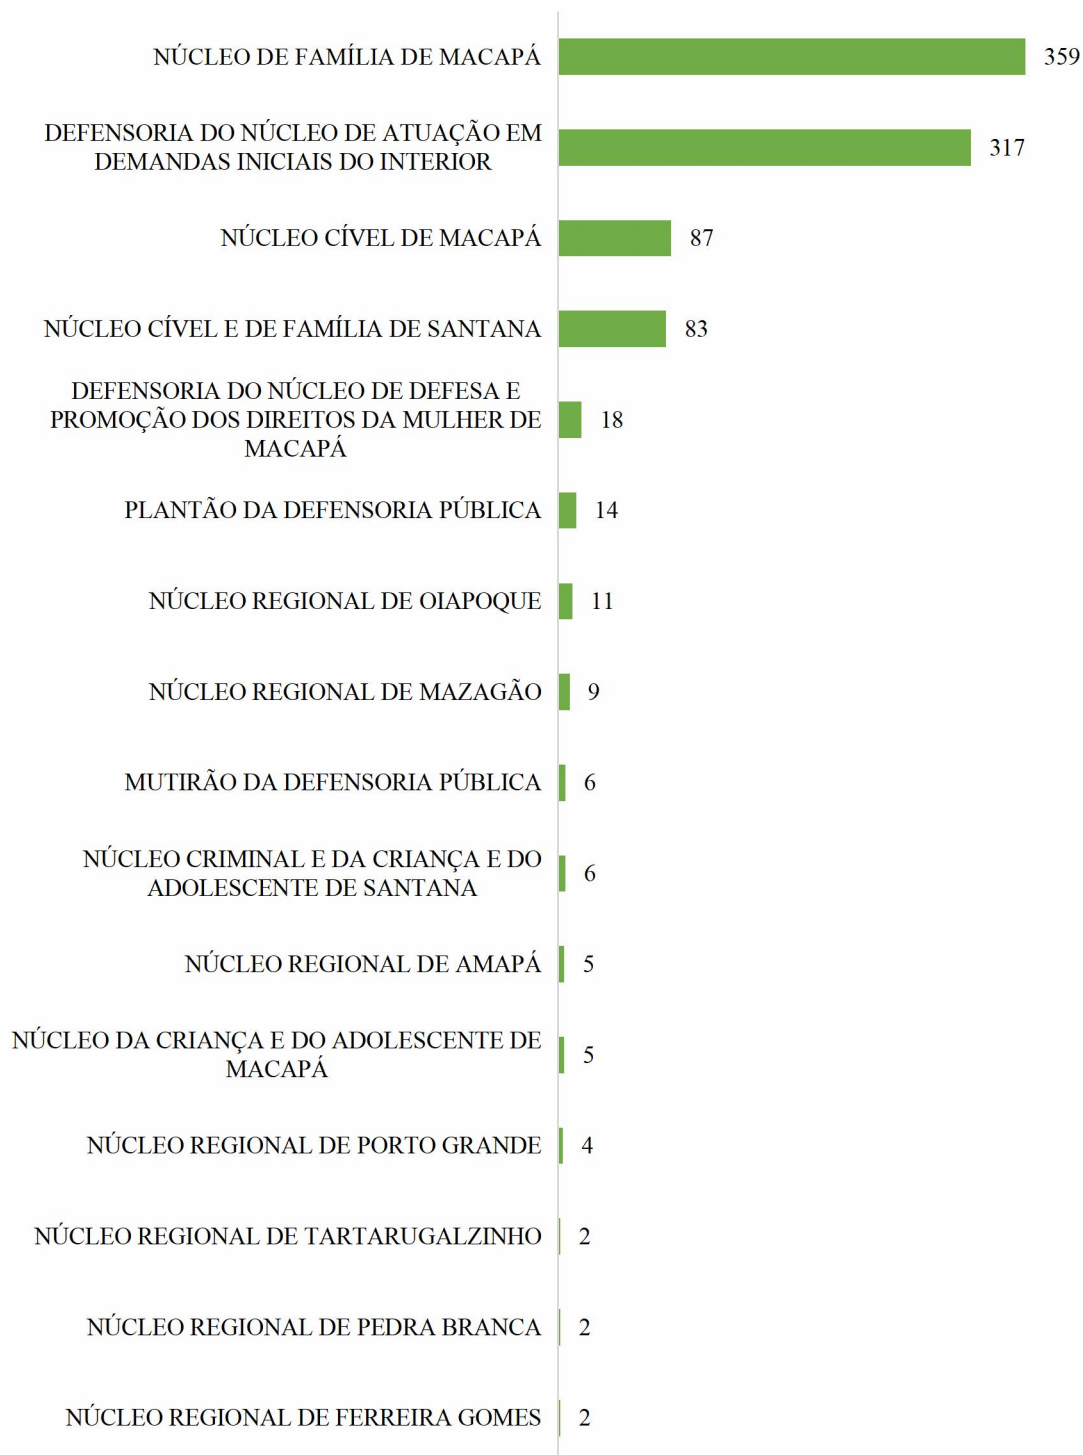 NÚCLEO DE FAMÍLIA DE MACAPÁ 359
DEFENSORIA DO NÚCLEO DE ATUAÇÃO EM
DEMANDAS INICIAIS DO INTERIOR 317
NÚCLEO CÍVEL DE MACAPÁ 87
NÚCLEO CÍVEL E DE FAMÍLIA DE SANTANA 83
DEFENSORIA DO NÚCLEO DE DEFESA E
PROMOÇÃO DOS DIREITOS DA MULHER DE 18
MACAPÁ
PLANTÃO DA DEFENSORIA PÚBLICA 14
NÚCLEO REGIONAL DE OIAPOQUE 11
NÚCLEO REGIONAL DE MAZAGÃO 9
MUTIRÃO DA DEFENSORIA PÚBLICA 6
NÚCLEO CRIMINAL E DA CRIANÇA E DO
ADOLESCENTE DE SANTANA 6
NÚCLEO REGIONAL DE AMAPÁ 5
NÚCLEO DA CRIANÇA E DO ADOLESCENTE DE
MACAPÁ 5
NÚCLEO REGIONAL DE PORTO GRANDE 4
NÚCLEO REGIONAL DE TARTARUGALZINHO 2
NÚCLEO REGIONAL DE PEDRA BRANCA 2
NÚCLEO REGIONAL DE FERREIRA GOMES 2